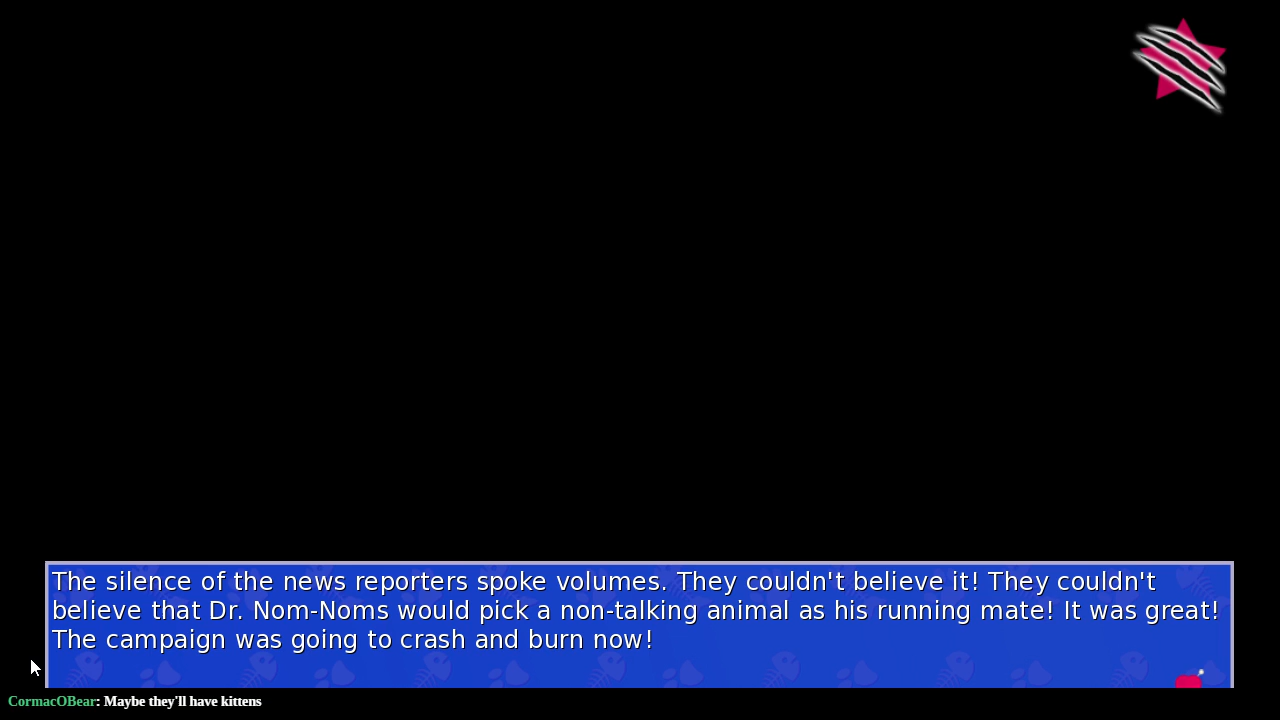 The silence of the news reporters spoke volumes. They couldn't believe it! They couldn't
believe that Dr. Nom-Noms would pick a non-talking animal as his running mate! It was great!
The campaign was going to crash and burn now!
CormacOBear: Maybe they'll have kittens